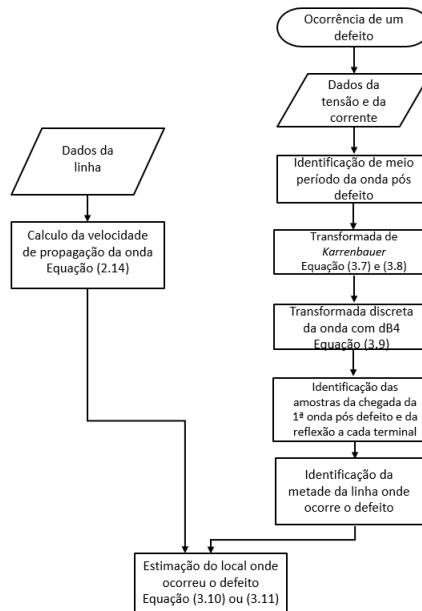 Ocorrência de um
defeito
Dados da
tensão e da
corrente
Identificação de meio
período da onda pós
defeito
Transformada de
Karrenbauer
Equação (3.7) e (3.8)
Transformada discreta
da onda com dB4
Equação (3.9)
Identificação das
amostras da chegada da
1ª onda pós defeito e da
reflexão a cada terminal
Identificação da
metade da linha onde
ocorre o defeito
Dados da
linha
Calculo da velocidade
de propagação da onda
Equação (2.14)
Estimação do local onde
ocorreu o defeito
Equação (3.10) ou (3.11)